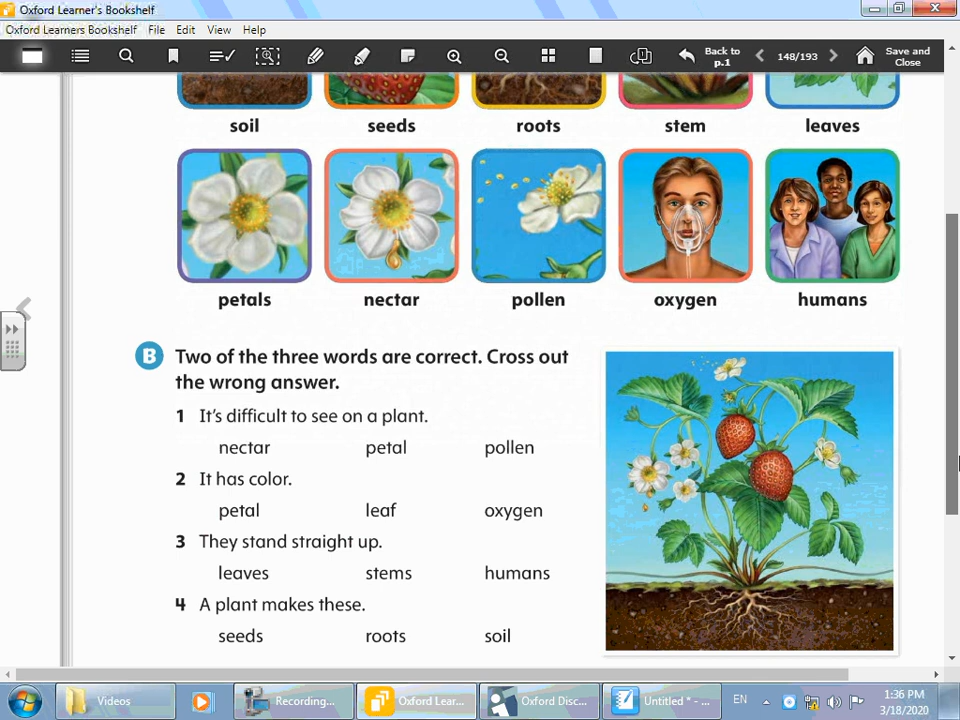 Oxford Learner's Bookshelf
Oxford Learners Bookshelf File Edit View Help
Back to p.1
148/193
Save and Close
soil seeds roots stem leaves
petals nectar pollen oxygen humans
B Two of the three words are correct. Cross out
the wrong answer.
1 It's difficult to see on a plant.
nectar petal pollen
2 It has color.
petal leaf oxygen
3 They stand straight up.
leaves stems humans
4 A plant makes these.
seeds roots soil
Videos Recording... Oxford Lear... Oxford Disc... Untitled * - ... EN 1:36 PM
3/18/2020